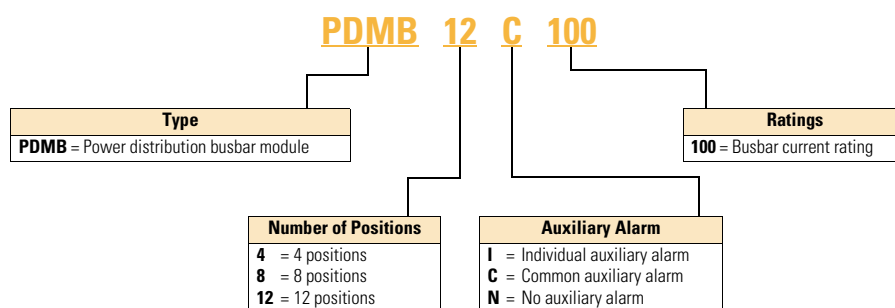 PDMB 12 C 100
Type
PDMB = Power distribution busbar module
Ratings
100 = Busbar current rating
Number of Positions
4 = 4 positions
8 = 8 positions
12 = 12 positions
Auxiliary Alarm
I = Individual auxiliary alarm
C = Common auxiliary alarm
N = No auxiliary alarm